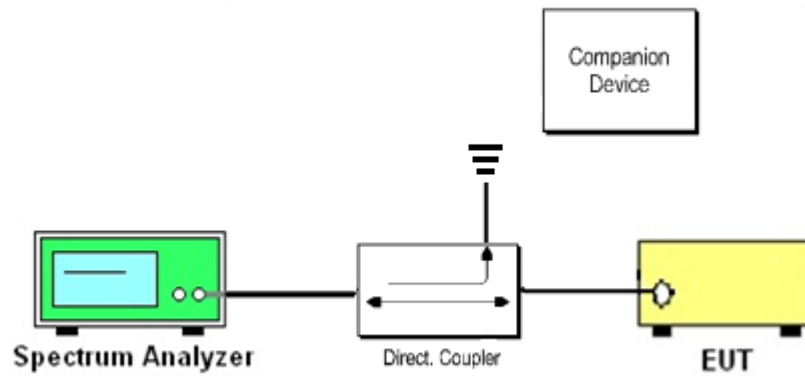 Companion
Device
Spectrum Analyzer
Direct. Coupler
EUT